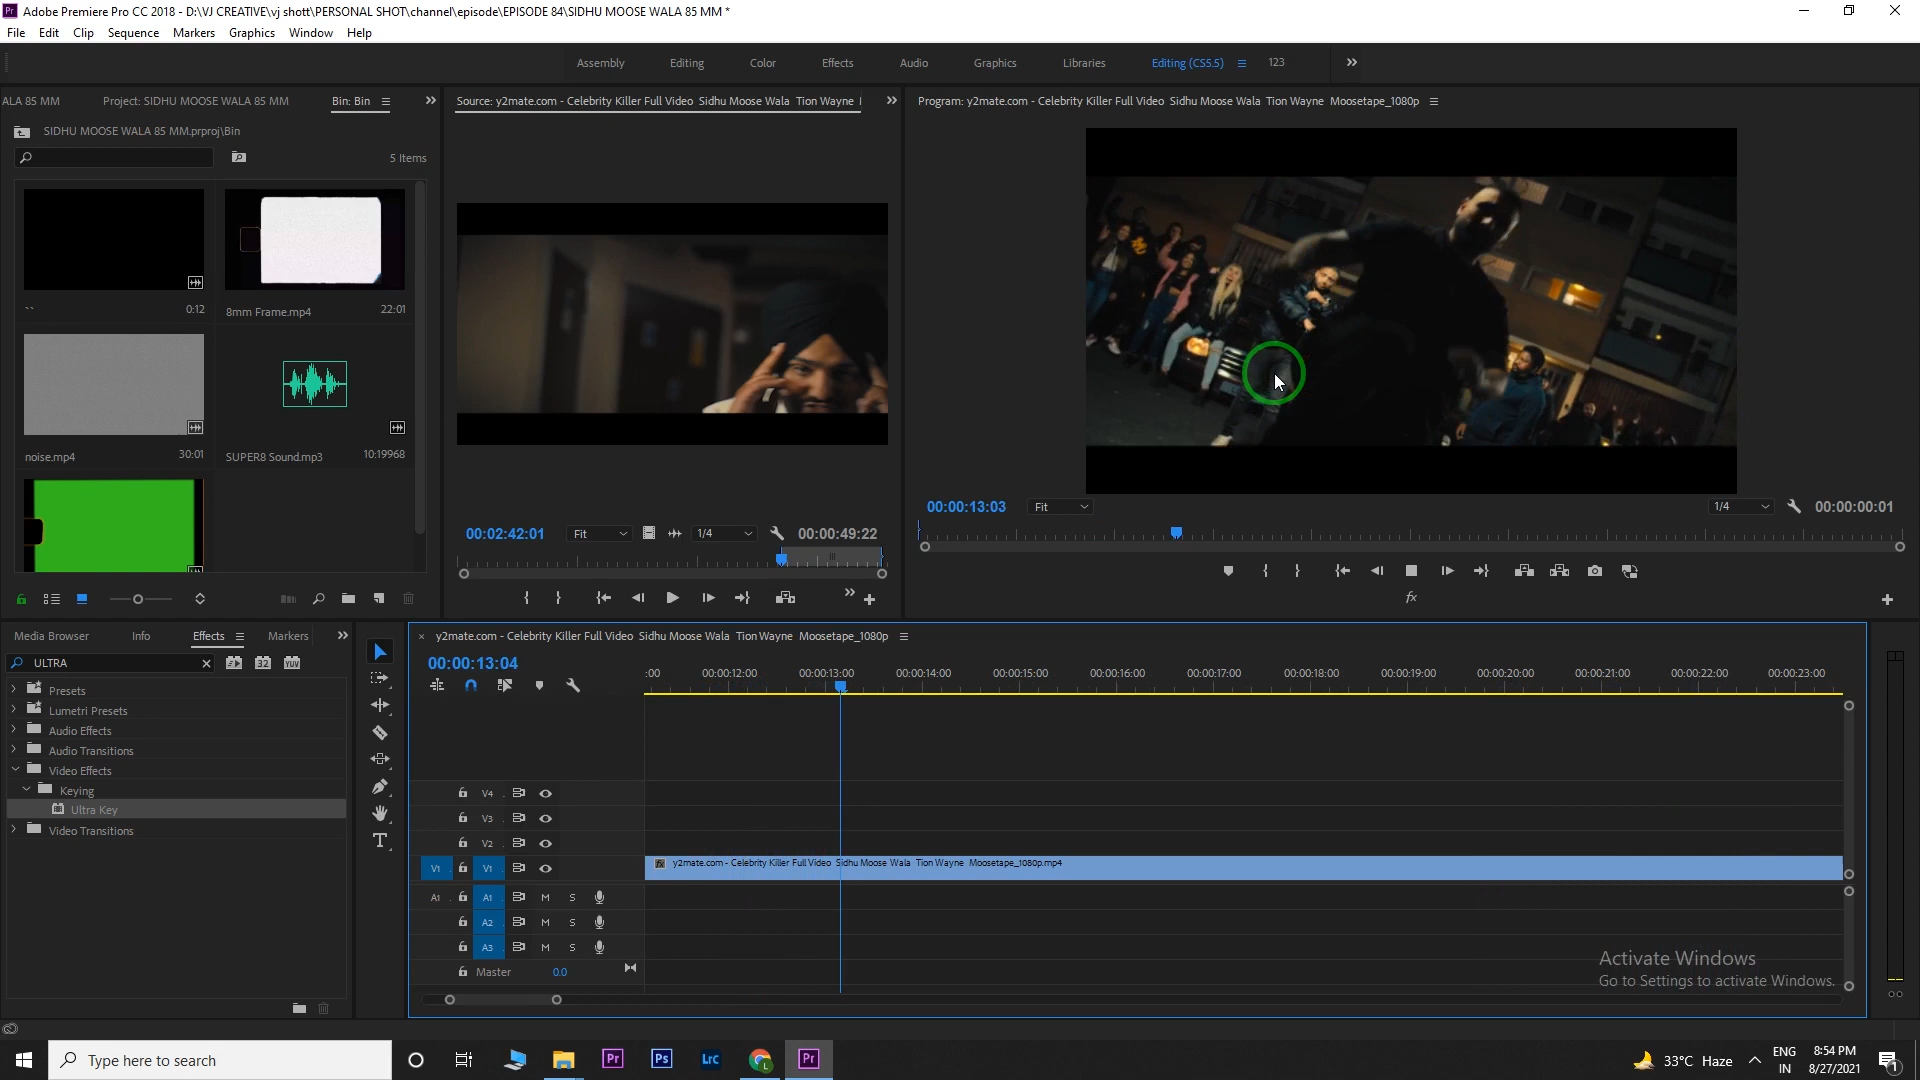 Adobe Premiere Pro CC 2018 - D:\VJ CREATIVE\vj shott\PERSONAL SHOT\channel\episode\EPISODE 84\SIDHU MOOSE WALA 85 MM *
File Edit Clip Sequence Markers Graphics Window Help
Assembly Editing Color Effects Audio Graphics Libraries Editing (CS5.5) 123
ALA 85 MM Project: SIDHU MOOSE WALA 85 MM Bin: Bin
SIDHU MOOSE WALA 85 MM.prproj\Bin
5 Items
`` 0:12
8mm Frame.mp4 22:01
noise.mp4 30:01
SUPER8 Sound.mp3 10:19968
Source: y2mate.com - Celebrity Killer Full Video Sidhu Moose Wala Tion Wayne
00:02:42:01 Fit 1/4 00:00:49:22
Program: y2mate.com - Celebrity Killer Full Video Sidhu Moose Wala Tion Wayne Moosetape_1080p
00:00:13:03 Fit 1/4 00:00:00:01
fx
Media Browser Info Effects Markers
ULTRA 32 YUV
Presets
Lumetri Presets
Audio Effects
Audio Transitions
Video Effects
Keying
Ultra Key
Video Transitions
× y2mate.com - Celebrity Killer Full Video Sidhu Moose Wala Tion Wayne Moosetape_1080p
00:00:13:04
:00 00:00:12:00 00:00:13:00 00:00:14:00 00:00:15:00 00:00:16:00 00:00:17:00 00:00:18:00 00:00:19:00 00:00:20:00 00:00:21:00 00:00:22:00 00:00:23:00
V4
V3
V2
V1 V1 fx y2mate.com - Celebrity Killer Full Video Sidhu Moose Wala Tion Wayne Moosetape_1080p.mp4
A1 A1 M S
A2 M S
A3 M S
Master 0.0
Activate Windows
Go to Settings to activate Windows.
Type here to search
Pr Ps Lrc L Pr
33°C Haze
ENG
IN
8:54 PM
8/27/2021
1